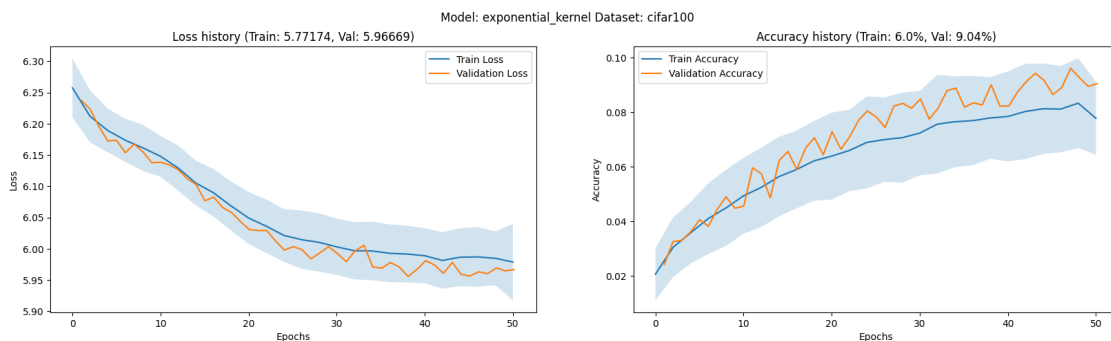 Model: exponential_kernel Dataset: cifar100
Loss history (Train: 5.77174, Val: 5.96669)
Train Loss
Validation Loss
6.30
6.25
6.20
6.15
6.10
6.05
6.00
5.95
5.90
Loss
0
10
20
30
40
50
Epochs
Accuracy history (Train: 6.0%, Val: 9.04%)
Train Accuracy
Validation Accuracy
0.10
0.08
0.06
0.04
0.02
Accuracy
0
10
20
30
40
50
Epochs